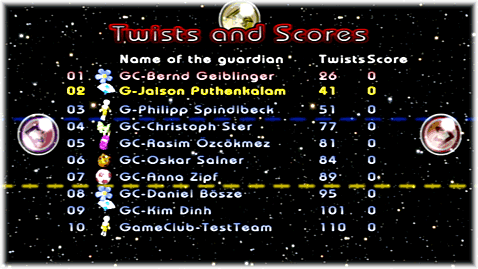 Twists and Scores
Name of the guardian Twists Score
01 GC-Bernd Geiblinger 26 0
02 G-Jaison Puthenkalam 41 0
03 G-Philipp Spindlbeck 51 0
04 GC-Christoph Ster 77 0
05 GC-Rasim Özcökmez 81 0
06 GC-Oskar Salner 84 0
07 GC-Anna Zipf 89 0
08 GC-Daniel Bösze 95 0
09 GC-Kim Dinh 101 0
10 GameClub-TestTeam 110 0